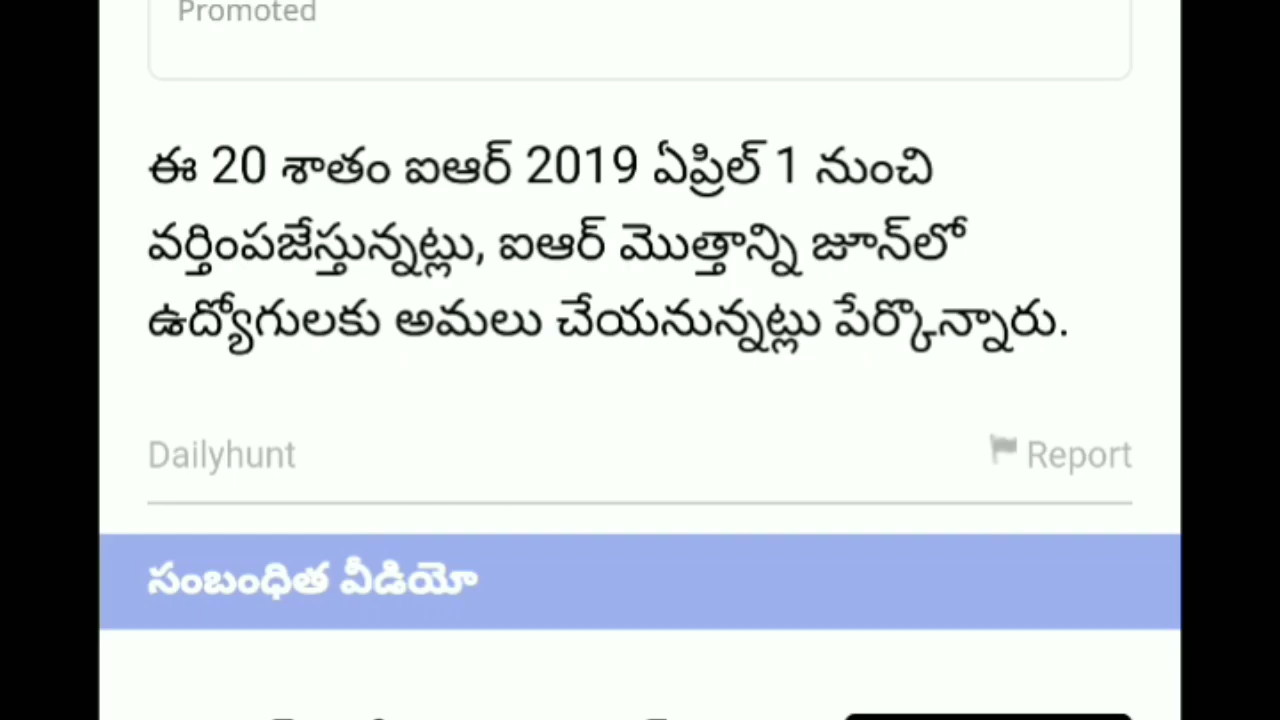 Promoted
ఈ 20 శాతం ఐఆర్ 2019 ఏప్రిల్ 1 నుంచి
వర్తింపజేస్తున్నట్లు, ఐఆర్ మొత్తాన్ని జూన్‌లో
ఉద్యోగులకు అమలు చేయనున్నట్లు పేర్కొన్నారు.
Dailyhunt
Report
సంబంధిత వీడియో